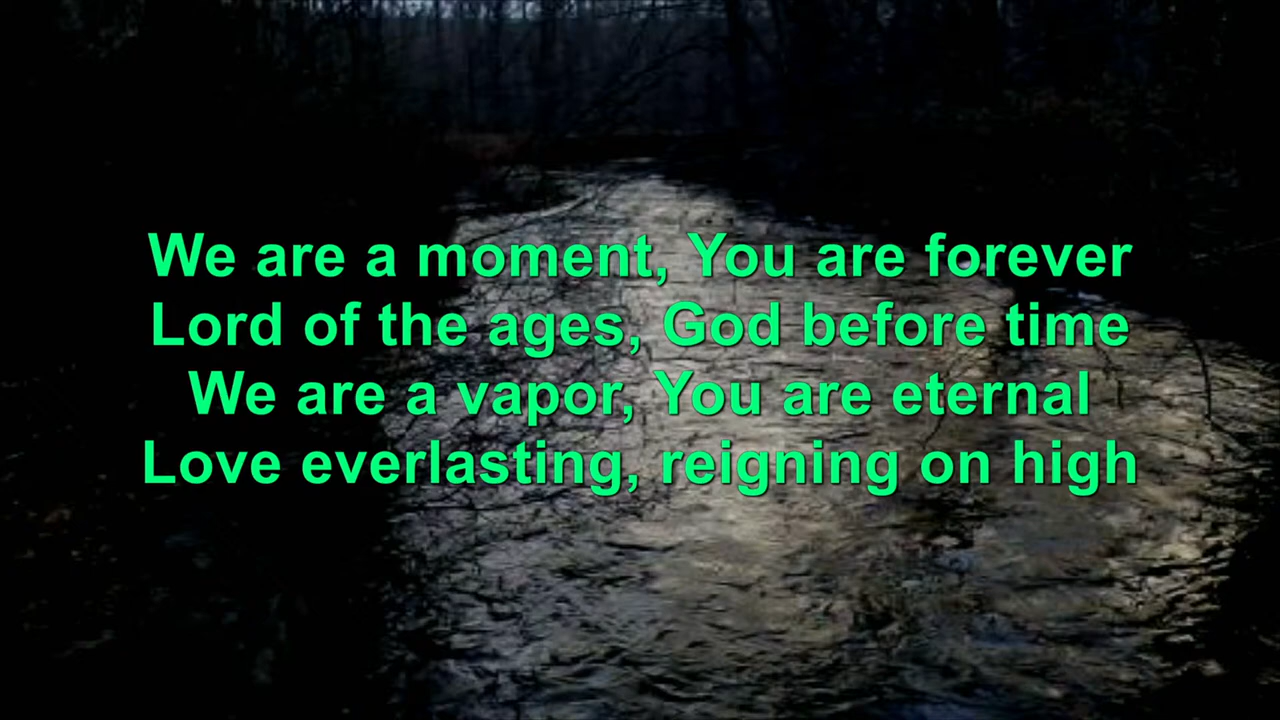 We are a moment, You are forever
Lord of the ages, God before time
We are a vapor, You are eternal
Love everlasting, reigning on high